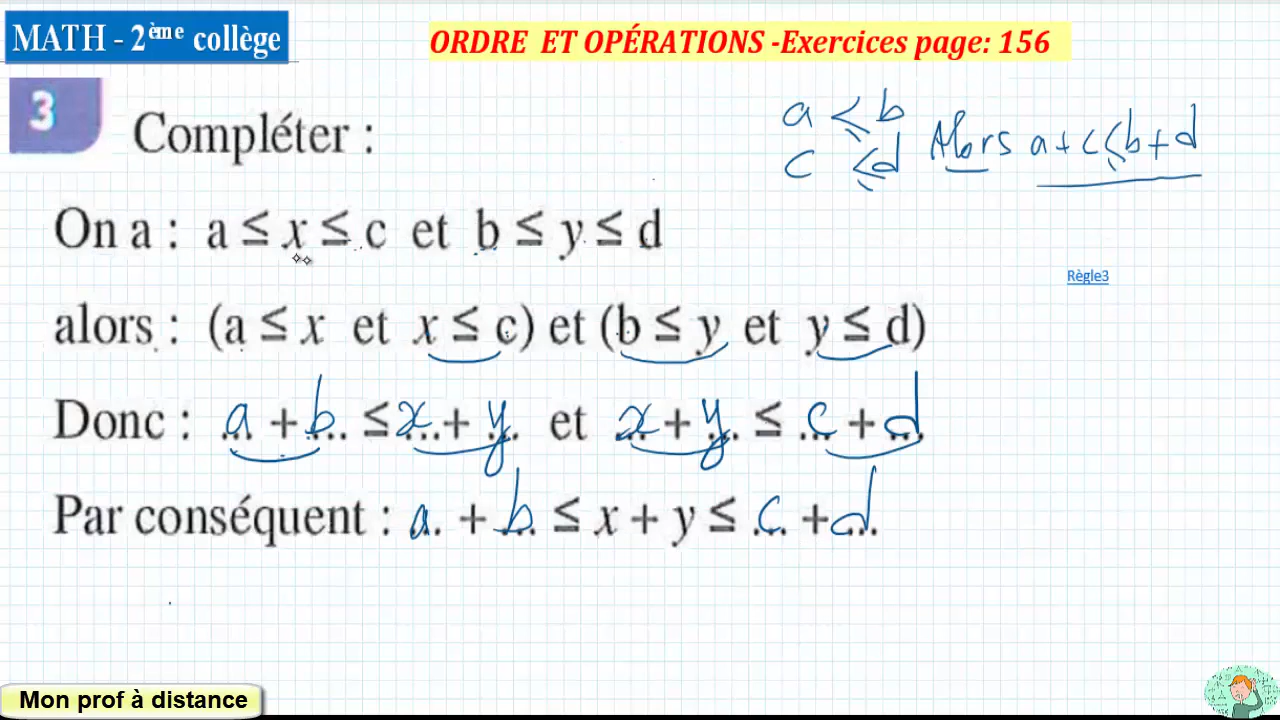 MATH - 2ème collège
ORDRE ET OPÉRATIONS -Exercices page: 156
3 Compléter :
a ≤ b
c ≤ d Alors a + c ≤ b + d
On a : a ≤ x ≤ c et b ≤ y ≤ d
Règle3
alors : (a ≤ x et x ≤ c) et (b ≤ y et y ≤ d)
Donc : a + b ≤ x + y et x + y ≤ c + d
Par conséquent : a + b ≤ x + y ≤ c + d
Mon prof à distance